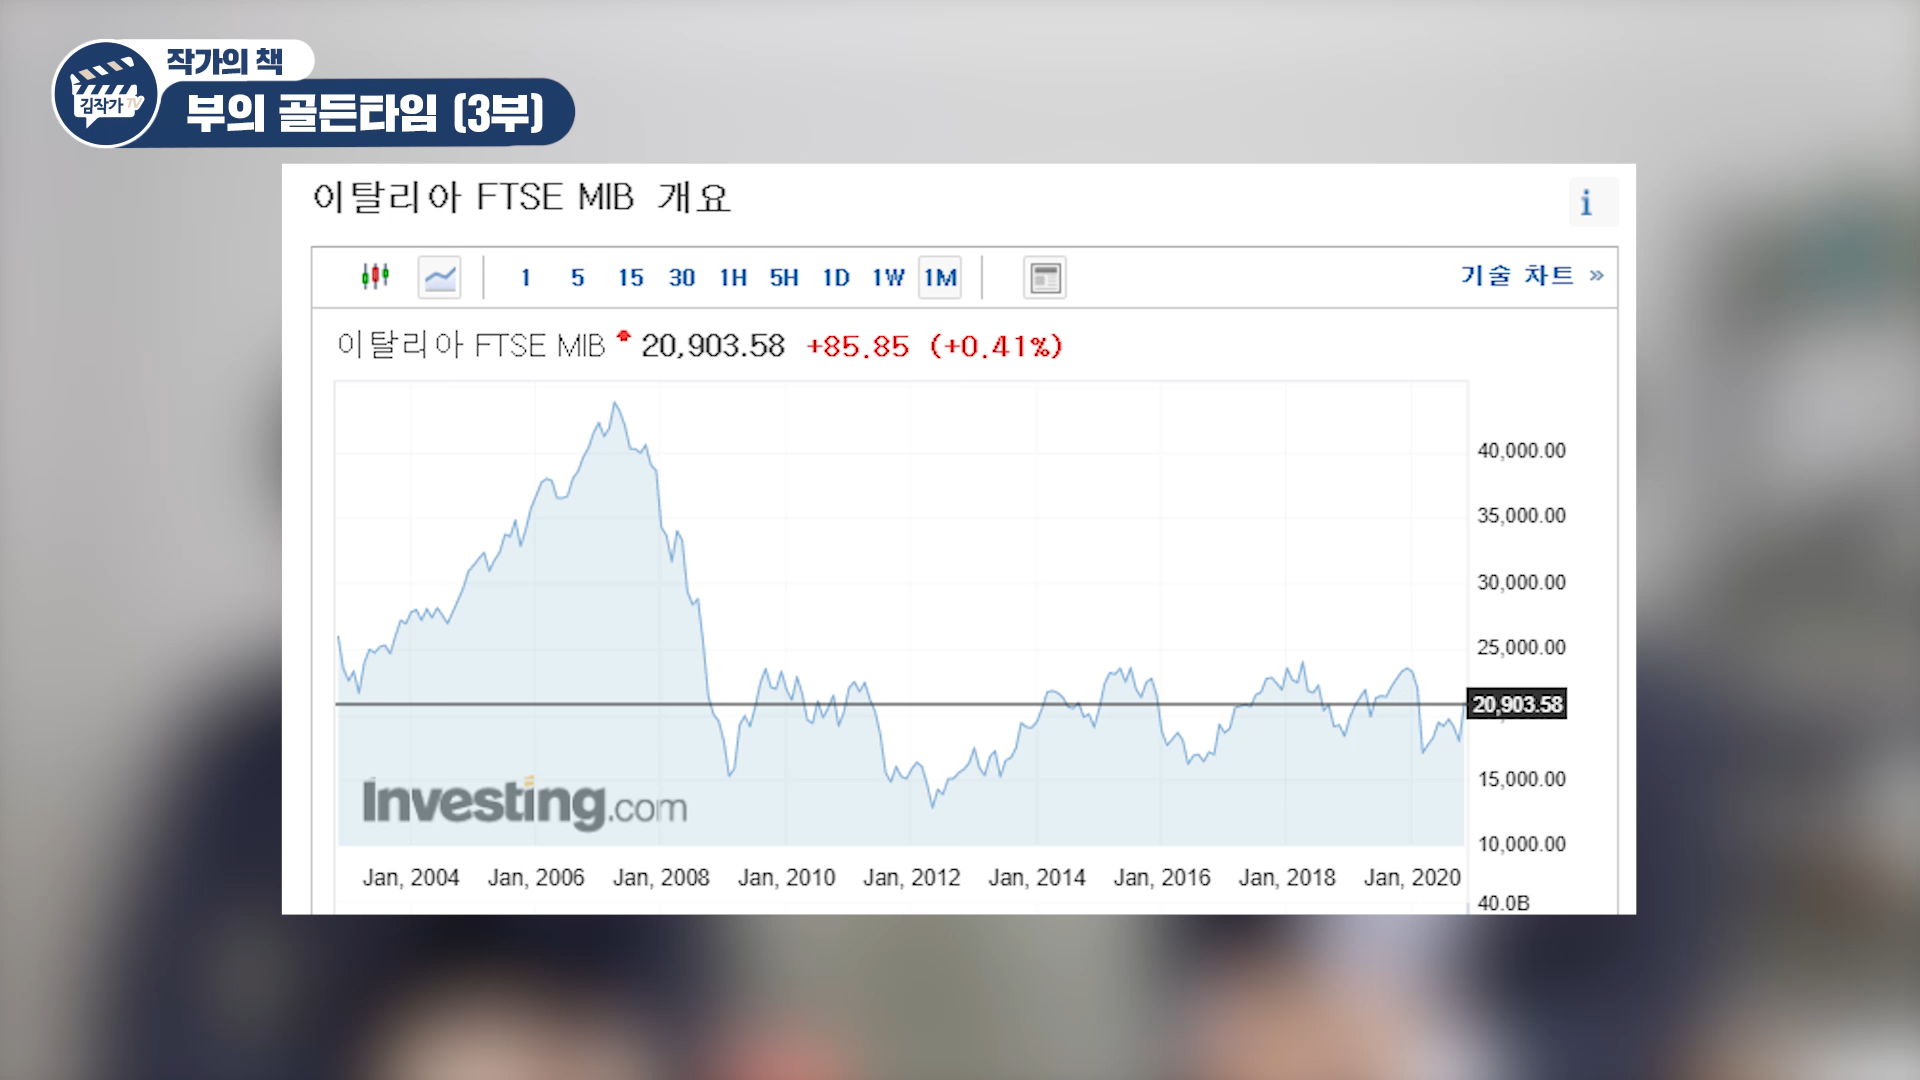 작가의 책
김작가 TV
부의 골든타임 (3부)
이탈리아 FTSE MIB 개요
i
1 5 15 30 1H 5H 1D 1W 1M
기술 차트 »
이탈리아 FTSE MIB 20,903.58 +85.85 (+0.41%)
40,000.00
35,000.00
30,000.00
25,000.00
20,903.58
15,000.00
10,000.00
Investing.com
Jan, 2004 Jan, 2006 Jan, 2008 Jan, 2010 Jan, 2012 Jan, 2014 Jan, 2016 Jan, 2018 Jan, 2020
40.0B